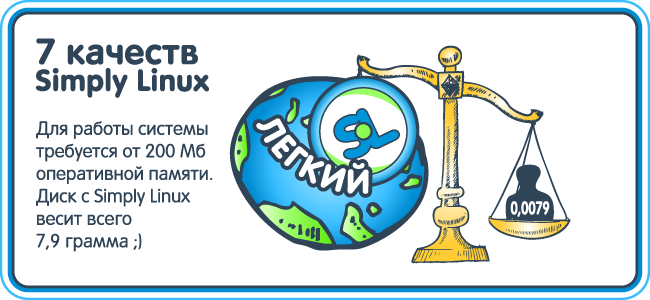 7 качеств
Simply Linux
Для работы системы
требуется от 200 Мб
оперативной памяти.
Диск с Simply Linux
весит всего
7,9 грамма ;)
ЛЕГКИЙ
SL
0,0079